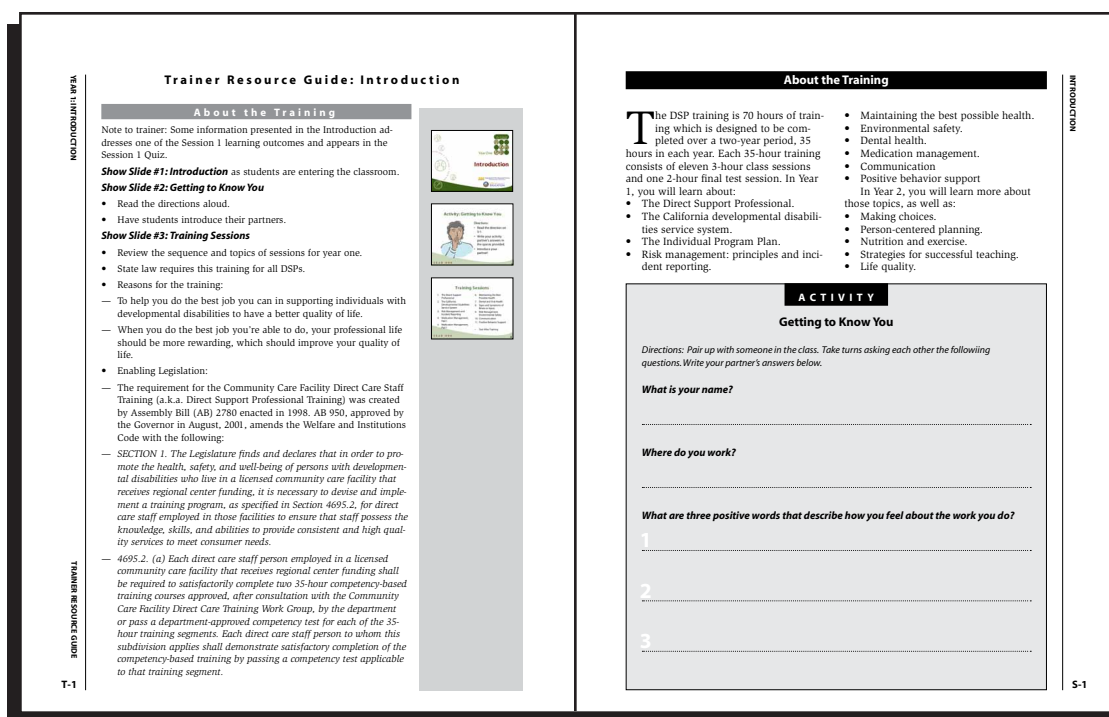 Trainer Resource Guide: Introduction
YEAR 1: INTRODUCTION
About the Training
Note to trainer: Some information presented in the Introduction ad-
dresses one of the Session 1 learning outcomes and appears in the
Session 1 Quiz.
Show Slide #1: Introduction as students are entering the classroom.
Show Slide #2: Getting to Know You
• Read the directions aloud.
• Have students introduce their partners.
Show Slide #3: Training Sessions
• Review the sequence and topics of sessions for year one.
• State law requires this training for all DSPs.
• Reasons for the training:
— To help you do the best job you can in supporting individuals with
developmental disabilities to have a better quality of life.
— When you do the best job you're able to do, your professional life
should be more rewarding, which should improve your quality of
life.
• Enabling Legislation:
— The requirement for the Community Care Facility Direct Care Staff
Training (a.k.a. Direct Support Professional Training) was created
by Assembly Bill (AB) 2780 enacted in 1998. AB 950, approved by
the Governor in August, 2001, amends the Welfare and Institutions
Code with the following:
— SECTION 1. The Legislature finds and declares that in order to pro-
mote the health, safety, and well-being of persons with developmen-
tal disabilities who live in a licensed community care facility that
receives regional center funding, it is necessary to devise and imple-
ment a training program, as specified in Section 4695.2, for direct
care staff employed in those facilities to ensure that staff possess the
knowledge, skills, and abilities to provide consistent and high qual-
ity services to meet consumer needs.
— 4695.2. (a) Each direct care staff person employed in a licensed
community care facility that receives regional center funding shall
be required to satisfactorily complete two 35-hour competency-based
training courses approved, after consultation with the Community
Care Facility Direct Care Training Work Group, by the department
or pass a department-approved competency test for each of the 35-
hour training segments. Each direct care staff person to whom this
subdivision applies shall demonstrate satisfactory completion of the
competency-based training by passing a competency test applicable
to that training segment.
Introduction
Activity: Getting to Know You
Training Sessions
TRAINER RESOURCE GUIDE
T-1
About the Training
INTRODUCTION
The DSP training is 70 hours of train-
ing which is designed to be com-
pleted over a two-year period, 35
hours in each year. Each 35-hour training
consists of eleven 3-hour class sessions
and one 2-hour final test session. In Year
1, you will learn about:
• The Direct Support Professional.
• The California developmental disabili-
ties service system.
• The Individual Program Plan.
• Risk management: principles and inci-
dent reporting.
• Maintaining the best possible health.
• Environmental safety.
• Dental health.
• Medication management.
• Communication
• Positive behavior support
In Year 2, you will learn more about
those topics, as well as:
• Making choices.
• Person-centered planning.
• Nutrition and exercise.
• Strategies for successful teaching.
• Life quality.
ACTIVITY
Getting to Know You
Directions: Pair up with someone in the class. Take turns asking each other the followiing
questions. Write your partner's answers below.
What is your name?
Where do you work?
What are three positive words that describe how you feel about the work you do?
1
2
3
S-1